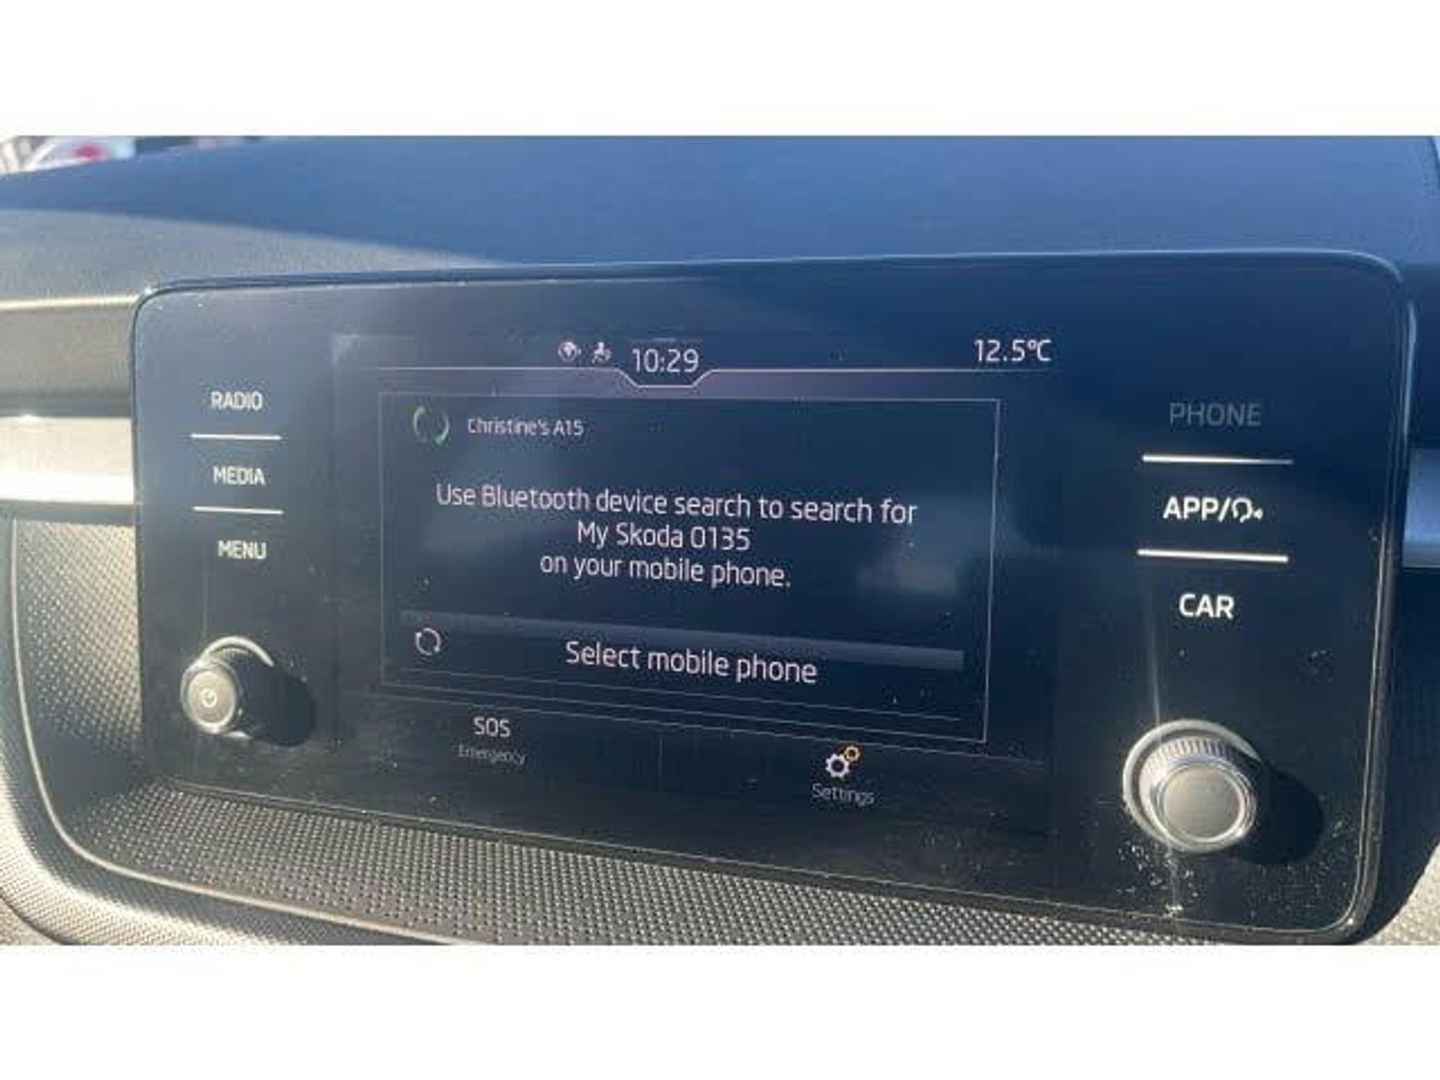 10:29
12.5°C
RADIO
MEDIA
MENU
Christine's A15
Use Bluetooth device search to search for
My Skoda 0135
on your mobile phone.
Select mobile phone
SOS
Emergency
Settings
PHONE
APP/
CAR